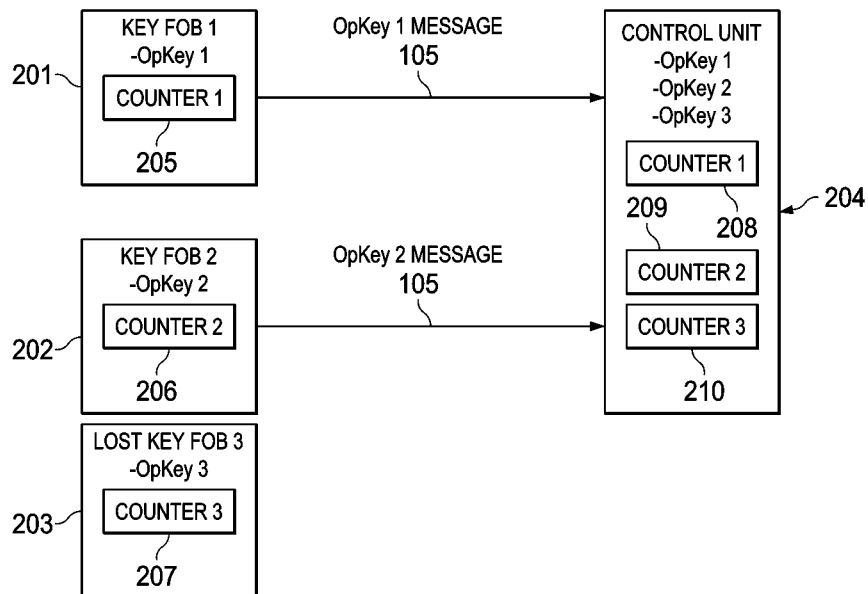 KEY FOB 1
-OpKey 1
COUNTER 1
201
205
OpKey 1 MESSAGE
105
KEY FOB 2
-OpKey 2
COUNTER 2
202
206
OpKey 2 MESSAGE
105
LOST KEY FOB 3
-OpKey 3
COUNTER 3
203
207
CONTROL UNIT
-OpKey 1
-OpKey 2
-OpKey 3
COUNTER 1
208
204
209
COUNTER 2
COUNTER 3
210